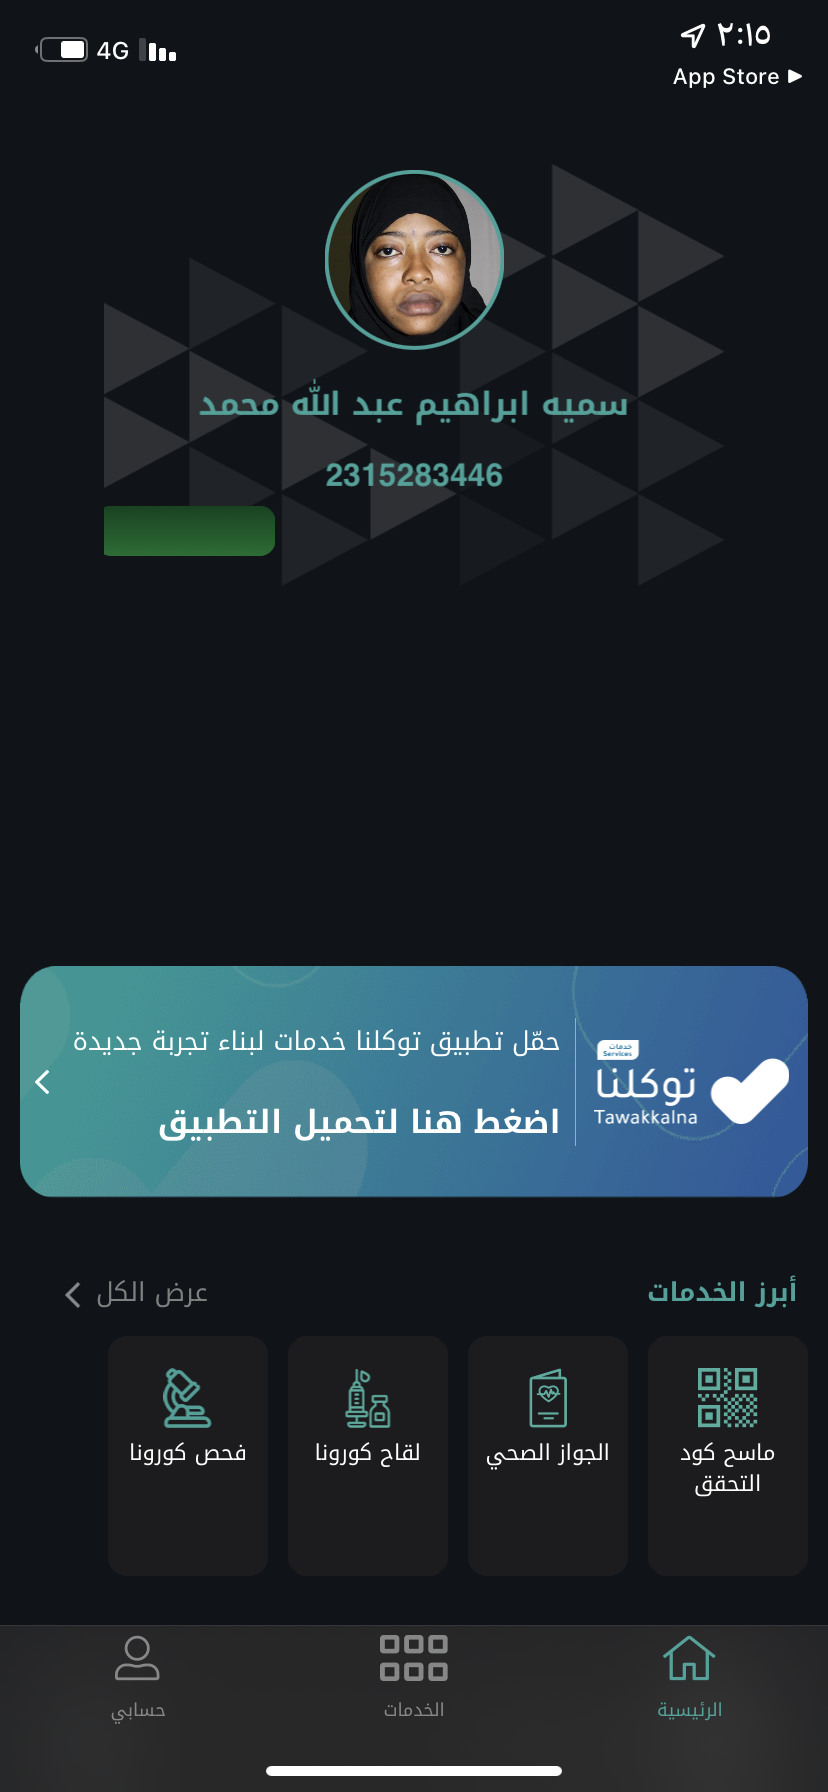 ٢:١٥
4G
App Store
سميه ابراهيم عبد الله محمد
2315283446
خدمات
Services
توكلنا
Tawakkalna
حمّل تطبيق توكلنا خدمات لبناء تجربة جديدة
اضغط هنا لتحميل التطبيق
أبرز الخدمات
عرض الكل
ماسح كود
التحقق
الجواز الصحي
لقاح كورونا
فحص كورونا
الرئيسية
الخدمات
حسابي